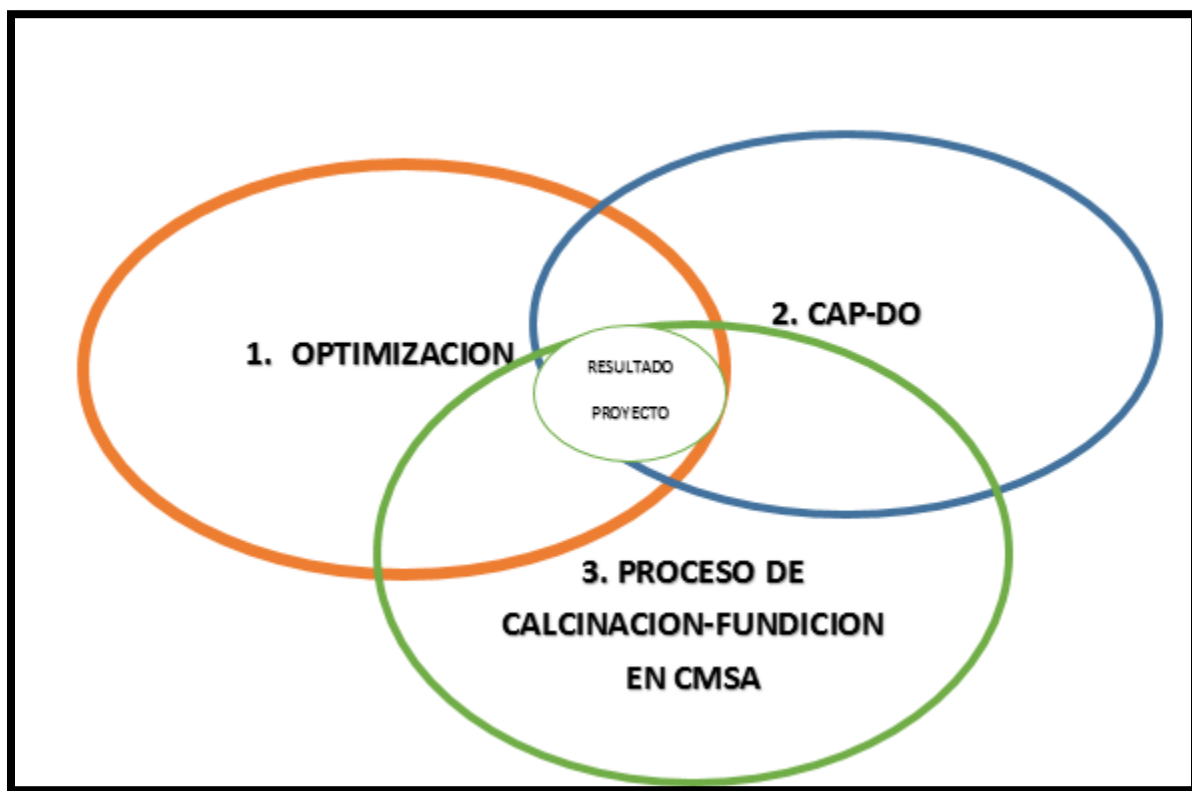 1. OPTIMIZACION
2. CAP-DO
RESULTADO
PROYECTO
3. PROCESO DE
CALCINACION-FUNDICION
EN CMSA